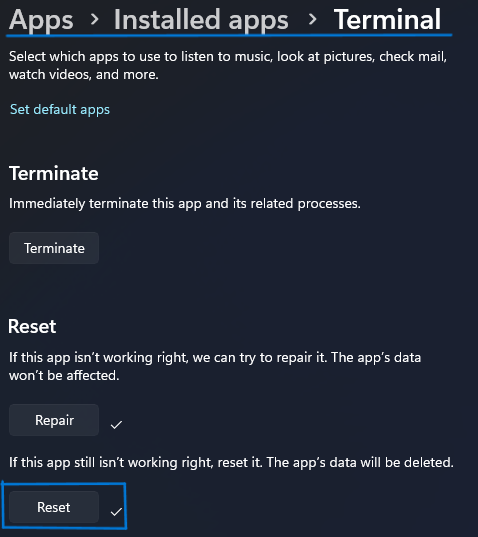 Apps > Installed apps > Terminal
Select which apps to use to listen to music, look at pictures, check mail,
watch videos, and more.
Set default apps
Terminate
Immediately terminate this app and its related processes.
Terminate
Reset
If this app isn't working right, we can try to repair it. The app's data
won't be affected.
Repair
If this app still isn't working right, reset it. The app's data will be deleted.
Reset